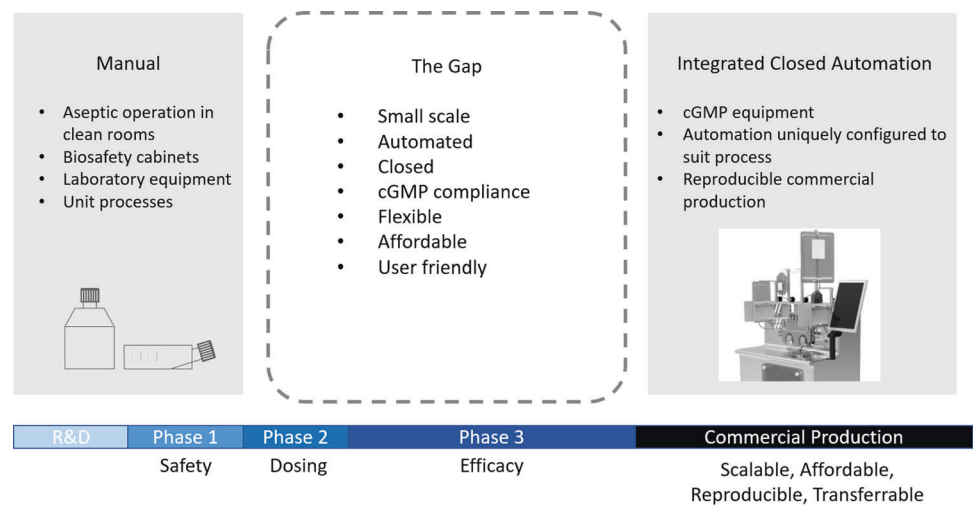 Manual
• Aseptic operation in
clean rooms
• Biosafety cabinets
• Laboratory equipment
• Unit processes
The Gap
• Small scale
• Automated
• Closed
• cGMP compliance
• Flexible
• Affordable
• User friendly
Integrated Closed Automation
• cGMP equipment
• Automation uniquely configured to
suit process
• Reproducible commercial
production
R&D
Phase 1
Phase 2
Phase 3
Commercial Production
Safety
Dosing
Efficacy
Scalable, Affordable,
Reproducible, Transferrable